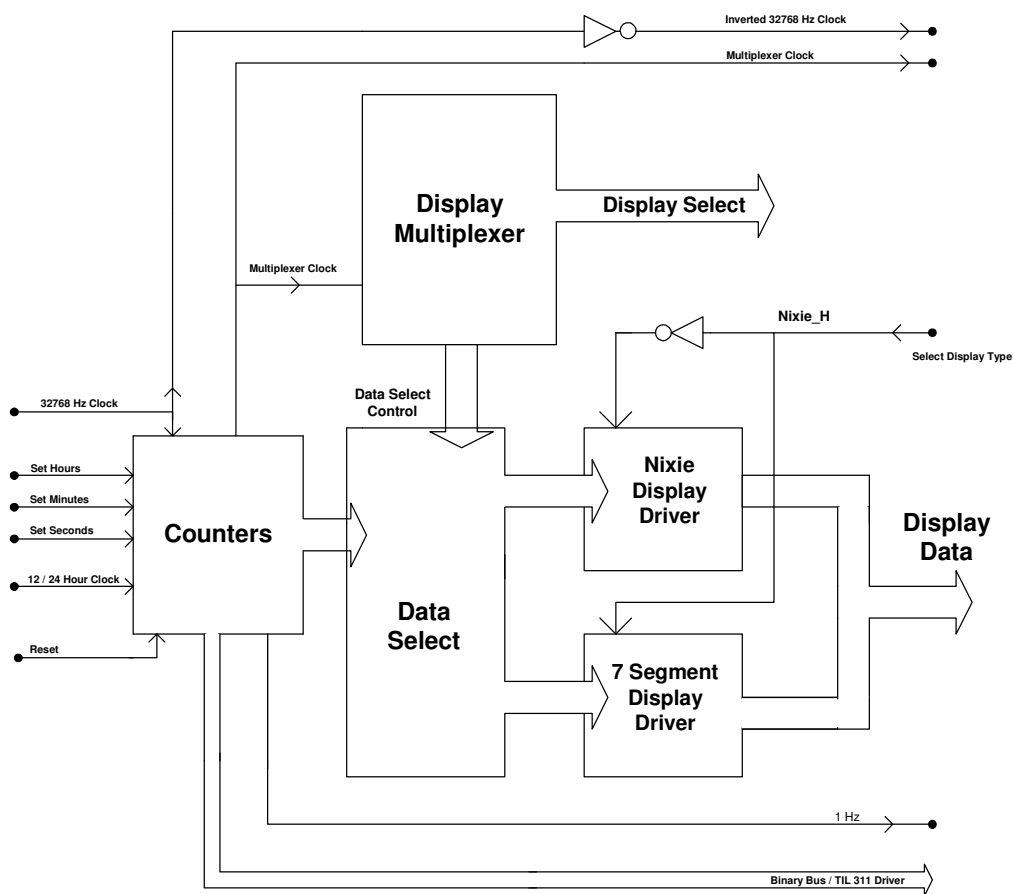 Inverted 32768 Hz Clock
Multiplexer Clock
Display
Multiplexer
Display Select
Multiplexer Clock
Nixie_H
Select Display Type
Data Select
Control
32768 Hz Clock
Set Hours
Set Minutes
Set Seconds
12 / 24 Hour Clock
Reset
Counters
Data
Select
Nixie
Display
Driver
7 Segment
Display
Driver
Display
Data
1 Hz
Binary Bus / TIL 311 Driver